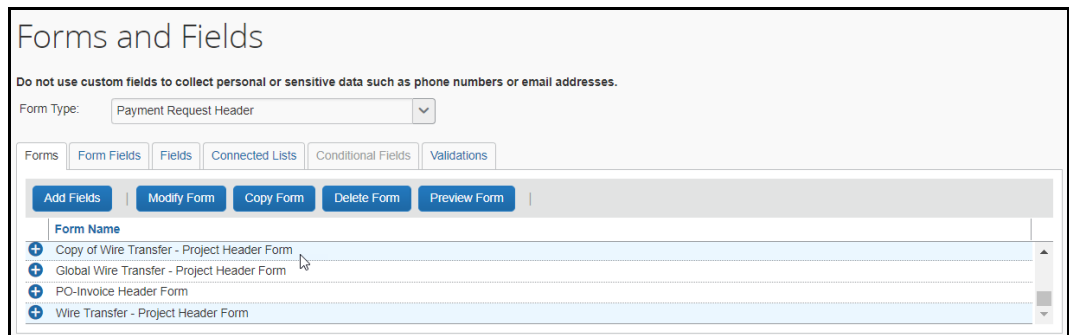 Forms and Fields
Do not use custom fields to collect personal or sensitive data such as phone numbers or email addresses.
Form Type: Payment Request Header
Forms Form Fields Fields Connected Lists Conditional Fields Validations
Add Fields | Modify Form Copy Form Delete Form Preview Form |
Form Name
Copy of Wire Transfer - Project Header Form
Global Wire Transfer - Project Header Form
PO-Invoice Header Form
Wire Transfer - Project Header Form